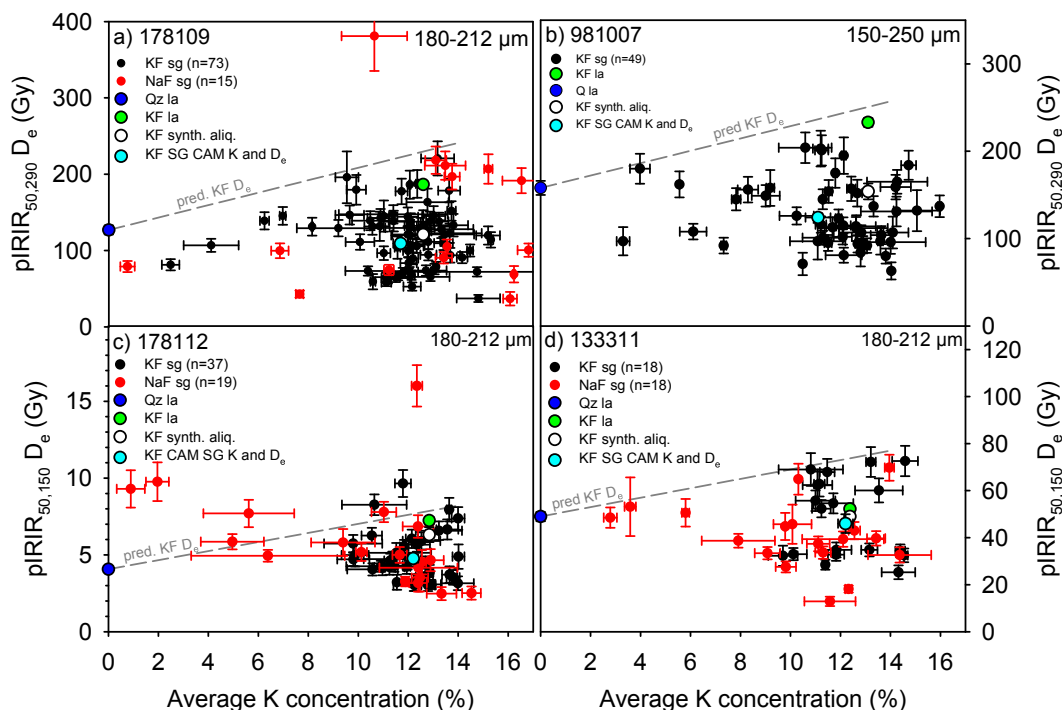 a) 178109
180-212 µm
KF sg (n=73)
NaF sg (n=15)
Qz la
KF la
KF synth. aliq.
KF SG CAM K and De
pred. KF De
400
300
200
100
0
pIRIR50,290 De (Gy)
b) 981007
150-250 µm
KF sg (n=49)
KF la
Q la
KF synth. aliq.
KF SG CAM K and De
pred KF De
300
200
100
0
pIRIR50,290 De (Gy)
c) 178112
180-212 µm
KF sg (n=37)
NaF sg (n=19)
Qz la
KF la
KF synth. aliq.
KF CAM SG K and De
pred. KF De
15
10
5
0
pIRIR50,150 De (Gy)
0 2 4 6 8 10 12 14 16
Average K concentration (%)
d) 133311
180-212 µm
KF sg (n=18)
NaF sg (n=18)
Qz la
KF la
KF synth. aliq.
KF SG CAM K and De
pred KF De
120
100
80
60
40
20
0
pIRIR50,150 De (Gy)
0 2 4 6 8 10 12 14 16
Average K concentration (%)